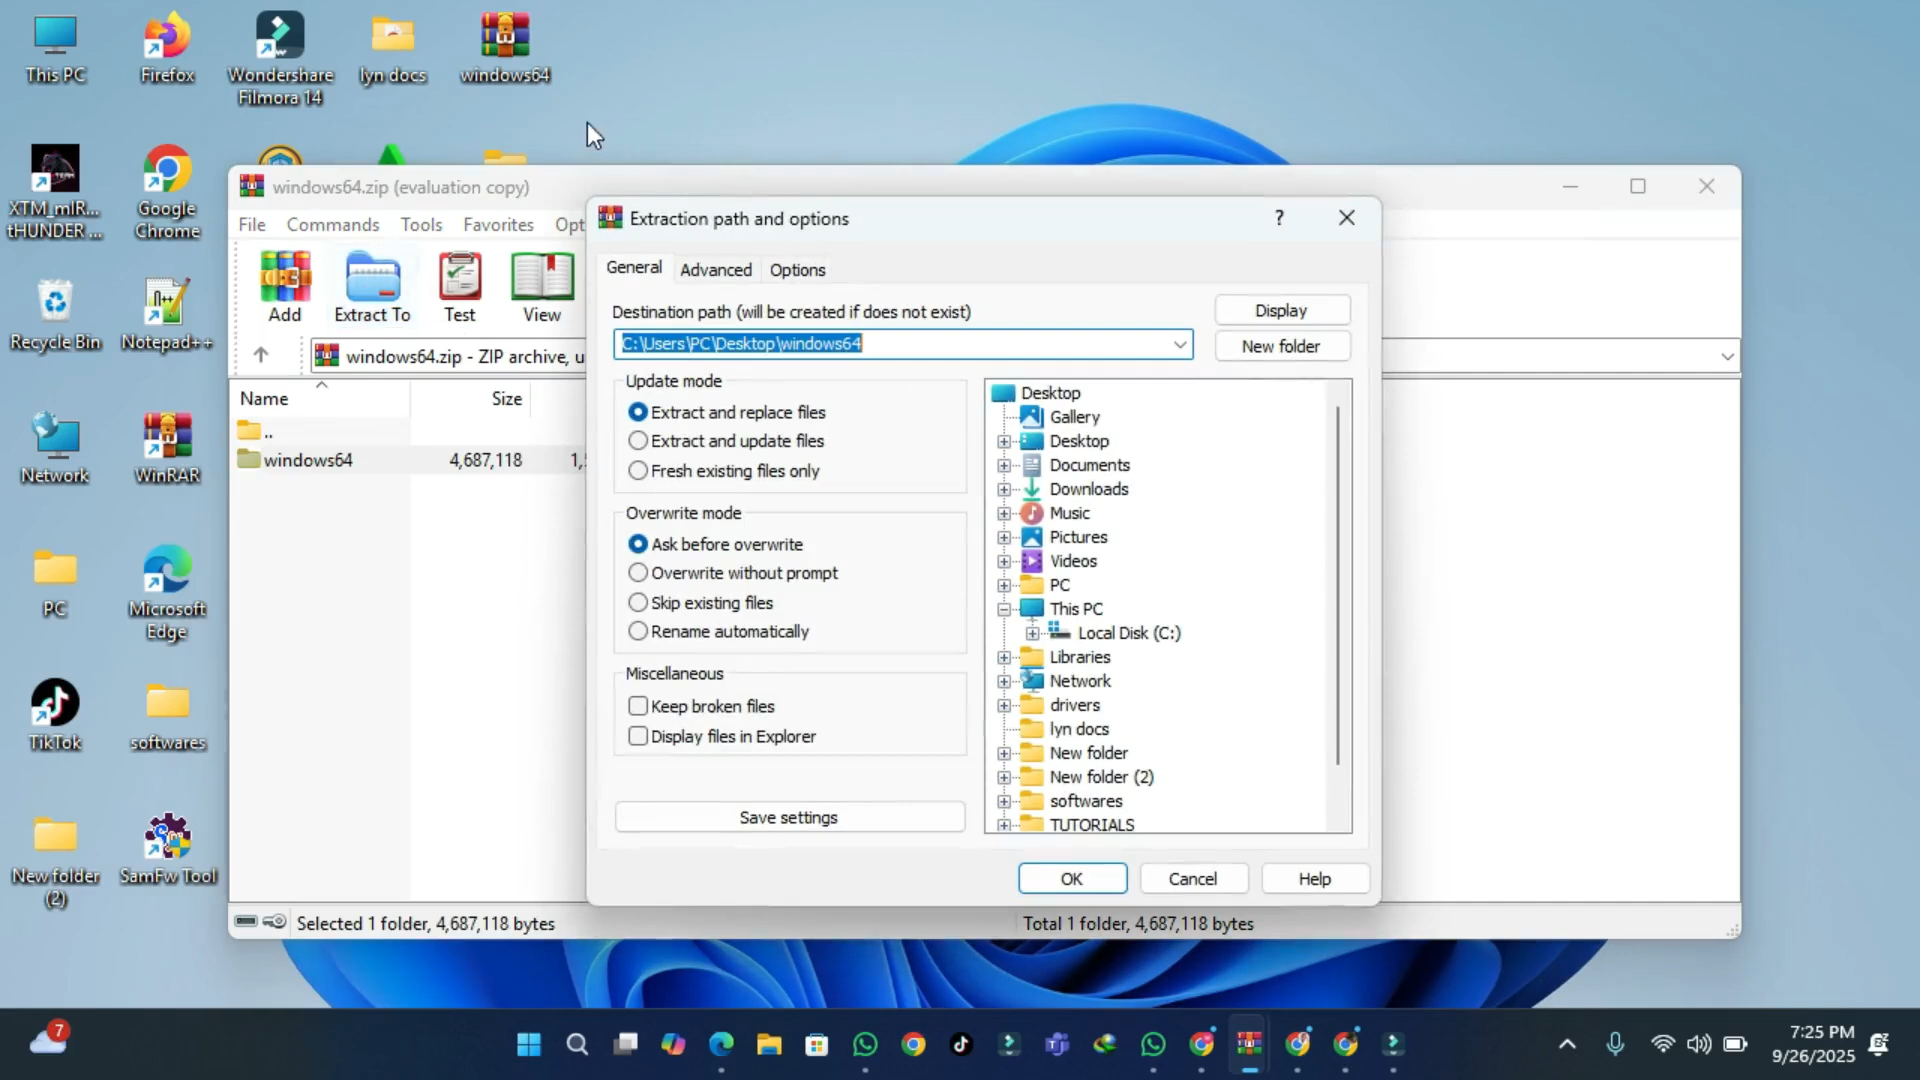 This PC
Firefox
Wondershare
Filmora 14
lyn docs
windows64
XTM_mIR...
tHUNDER ...
Google
Chrome
Recycle Bin
Notepad++
Network
WinRAR
PC
Microsoft
Edge
TikTok
softwares
New folder
(2)
SamFw Tool
windows64.zip (evaluation copy)
File Commands Tools Favorites Opt
Add
Extract To
Test
View
windows64.zip - ZIP archive, u
Name
Size
..
windows64 4,687,118 1,5
Selected 1 folder, 4,687,118 bytes
Total 1 folder, 4,687,118 bytes
Extraction path and options
?
General
Advanced
Options
Destination path (will be created if does not exist)
C:\Users\PC\Desktop\windows64
Display
New folder
Update mode
Extract and replace files
Extract and update files
Fresh existing files only
Overwrite mode
Ask before overwrite
Overwrite without prompt
Skip existing files
Rename automatically
Miscellaneous
Keep broken files
Display files in Explorer
Save settings
Desktop
Gallery
Desktop
Documents
Downloads
Music
Pictures
Videos
PC
This PC
Local Disk (C:)
Libraries
Network
drivers
lyn docs
New folder
New folder (2)
softwares
TUTORIALS
OK
Cancel
Help
7
7:25 PM
9/26/2025